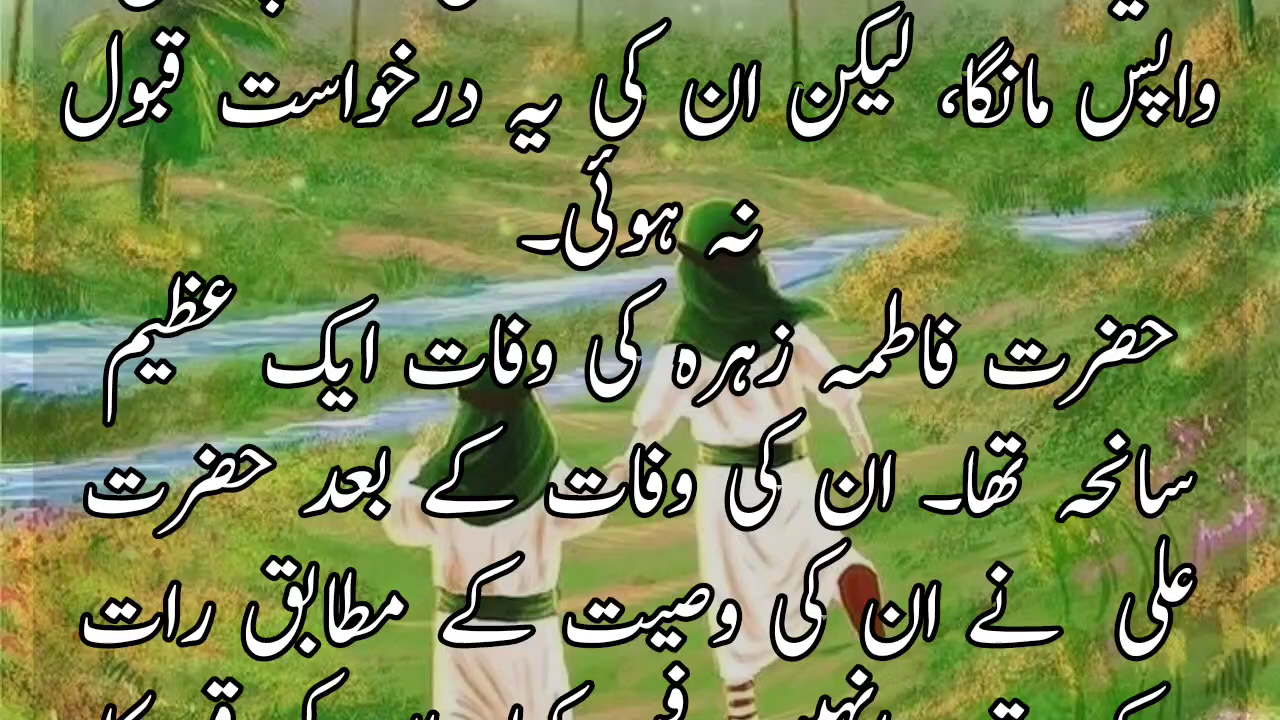 واپس مانگا، لیکن ان کی یہ درخواست قبول
نہ ہوئی۔
حضرت فاطمہ زہرہ کی وفات ایک عظیم
سانحہ تھا۔ ان کی وفات کے بعد حضرت
علی نے ان کی وصیت کے مطابق رات